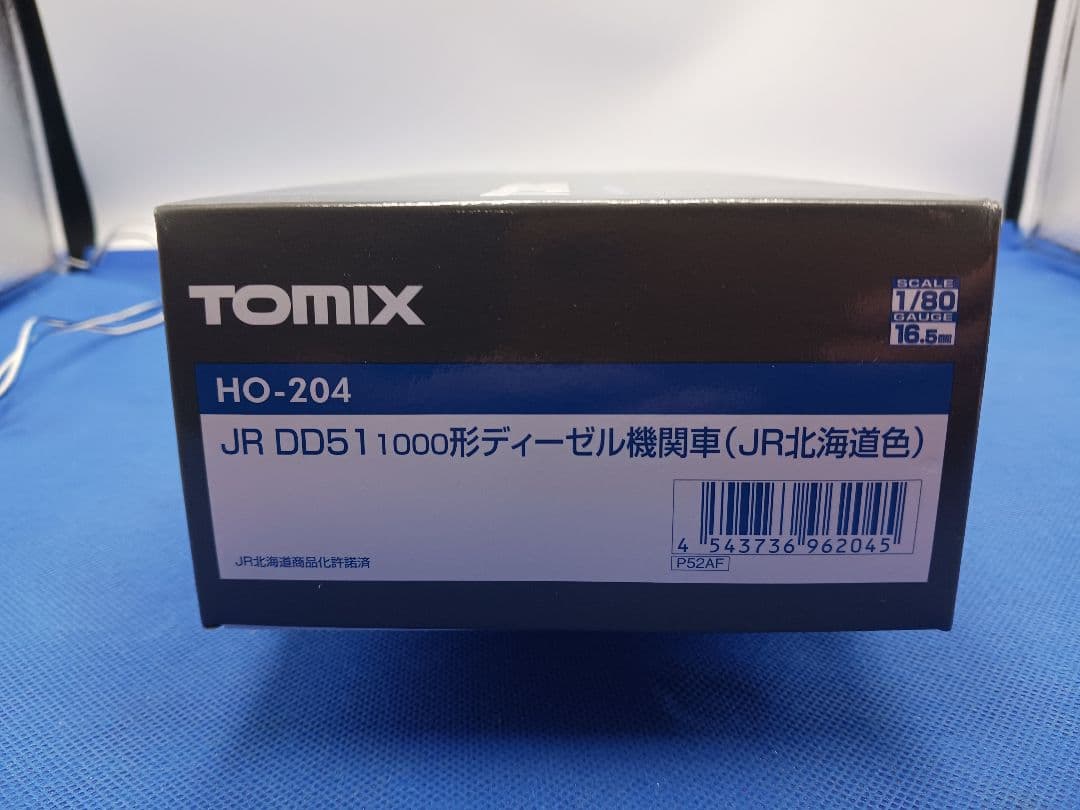 TOMIX
SCALE
1/80
GAUGE
16.5mm
HO-204
JR DD51 1000形ディーゼル機関車(JR北海道色)
4 543736 962045
P52AF
JR北海道商品化許諾済